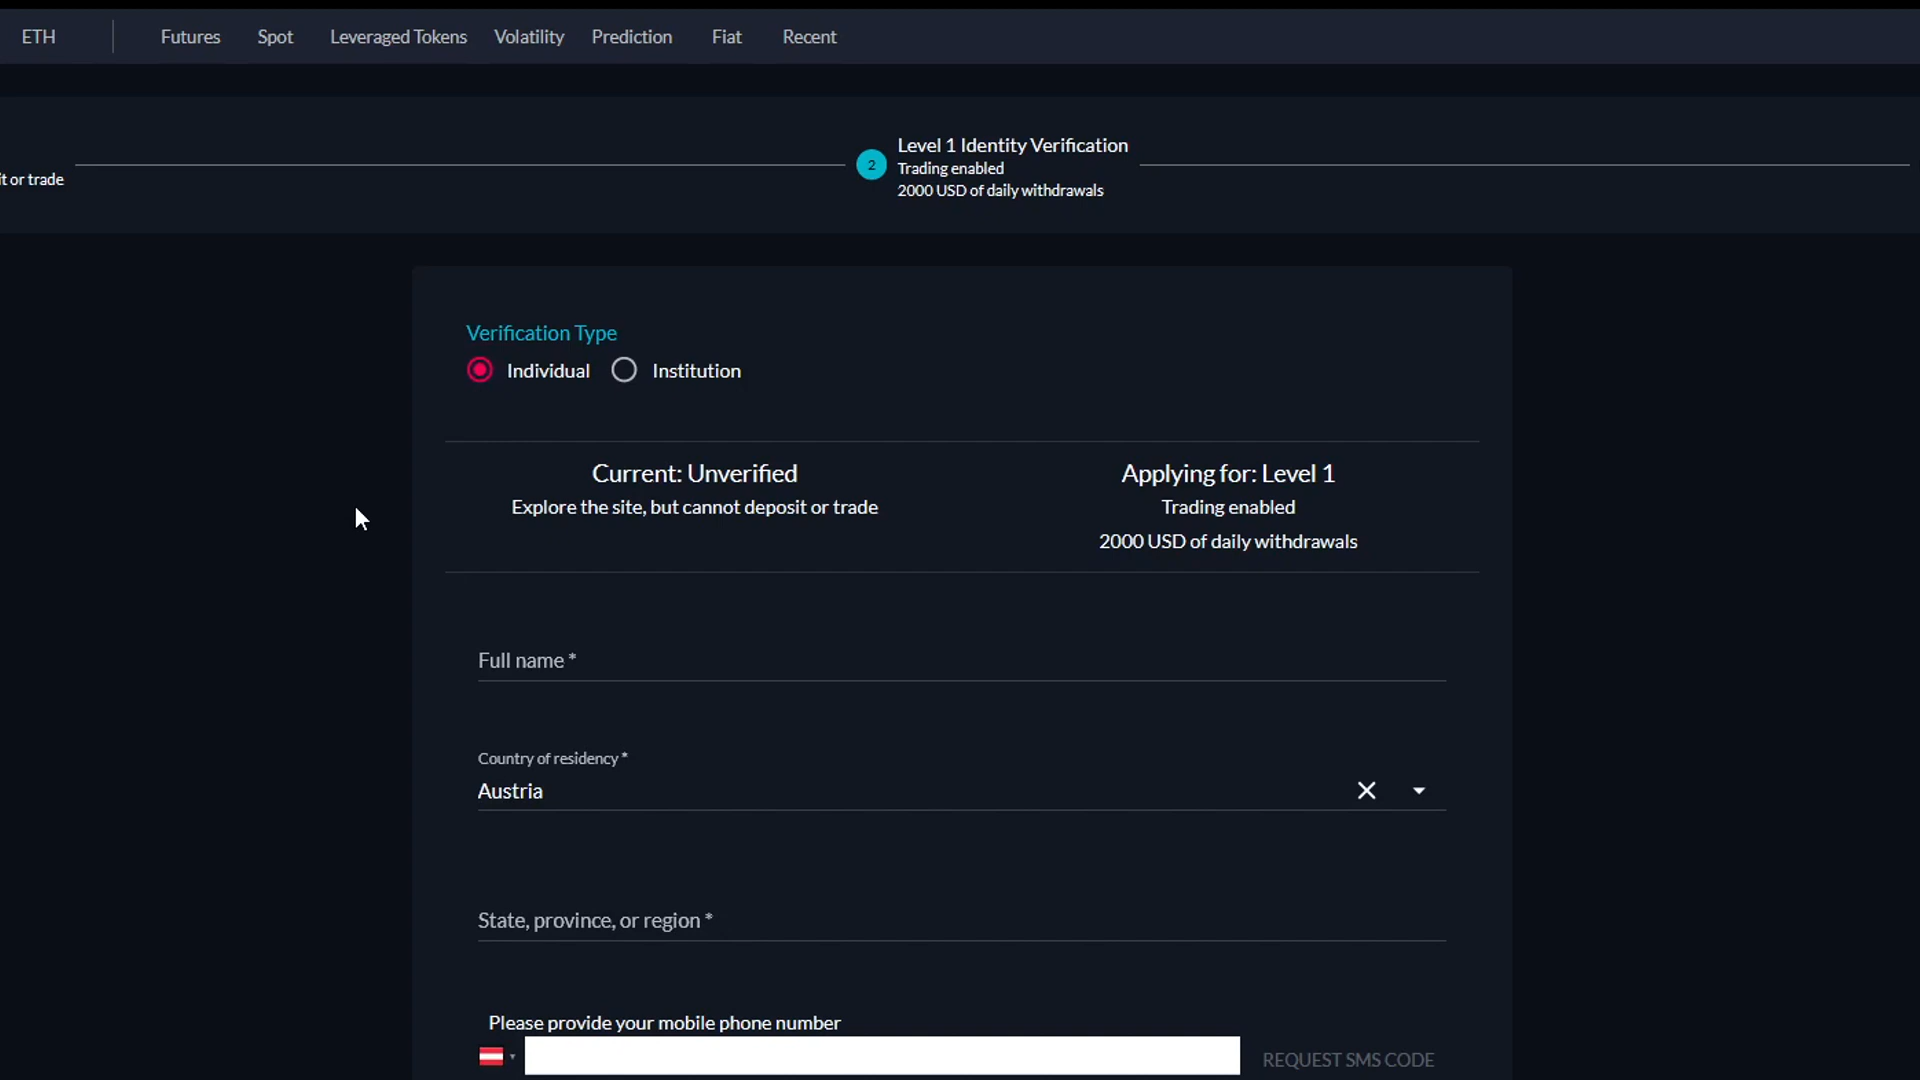 ETH Futures Spot Leveraged Tokens Volatility Prediction Fiat Recent
Level 1 Identity Verification
2
Trading enabled
or trade
2000 USD of daily withdrawals
Verification Type
Individual Institution
Current: Unverified Applying for: Level 1
Explore the site, but cannot deposit or trade Trading enabled
2000 USD of daily withdrawals
Full name *
Country of residency *
Austria
State, province, or region *
Please provide your mobile phone number
REQUEST SMS CODE